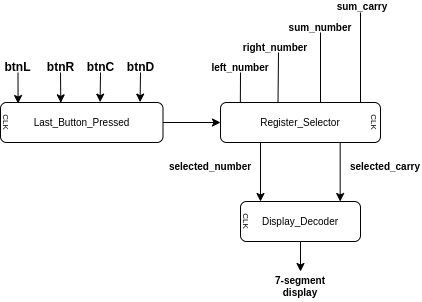 sum_carry
sum_number
right_number
left_number
btnL btnR btnC btnD
CLK Last_Button_Pressed
Register_Selector CLK
selected_number
selected_carry
CLK Display_Decoder
7-segment
display